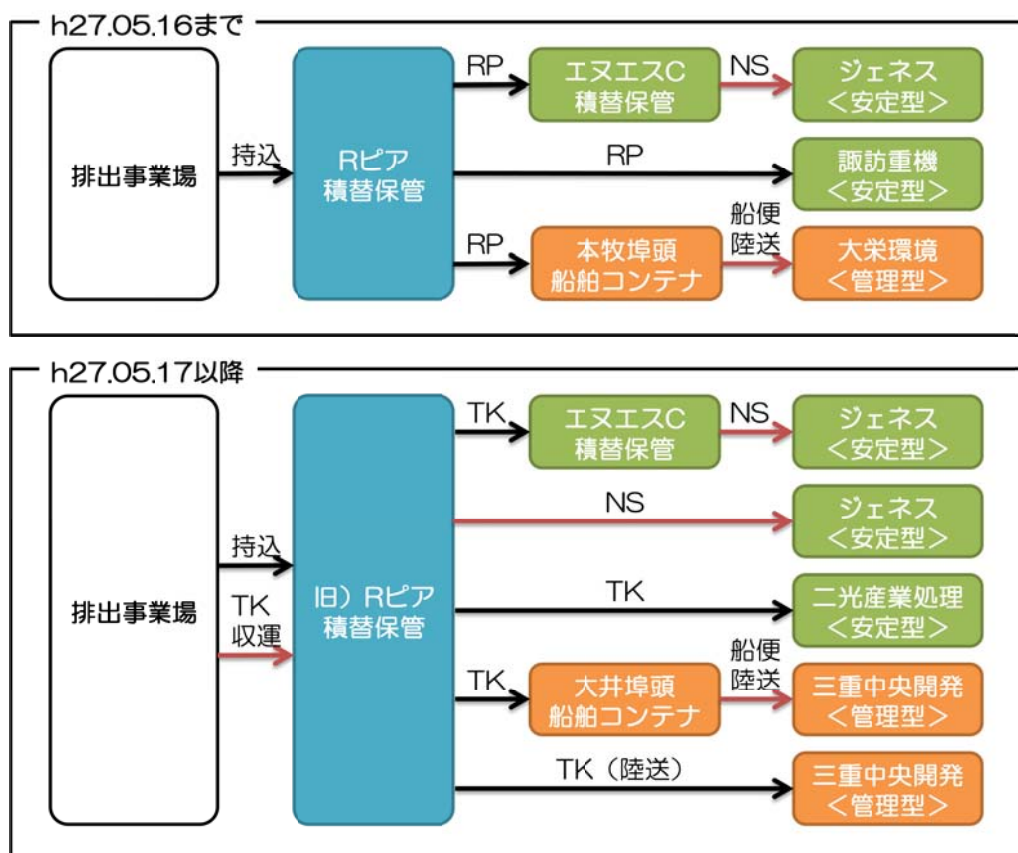 h27.05.16まで
排出事業場
持込
Rピア
積替保管
RP
エヌエスC
積替保管
NS
ジェネス
＜安定型＞
RP
諏訪重機
＜安定型＞
RP
本牧埠頭
船舶コンテナ
船便
陸送
大栄環境
＜管理型＞
h27.05.17以降
排出事業場
持込
TK
収運
旧）Rピア
積替保管
TK
エヌエスC
積替保管
NS
ジェネス
＜安定型＞
NS
ジェネス
＜安定型＞
TK
二光産業処理
＜安定型＞
TK
大井埠頭
船舶コンテナ
船便
陸送
三重中央開発
＜管理型＞
TK（陸送）
三重中央開発
＜管理型＞